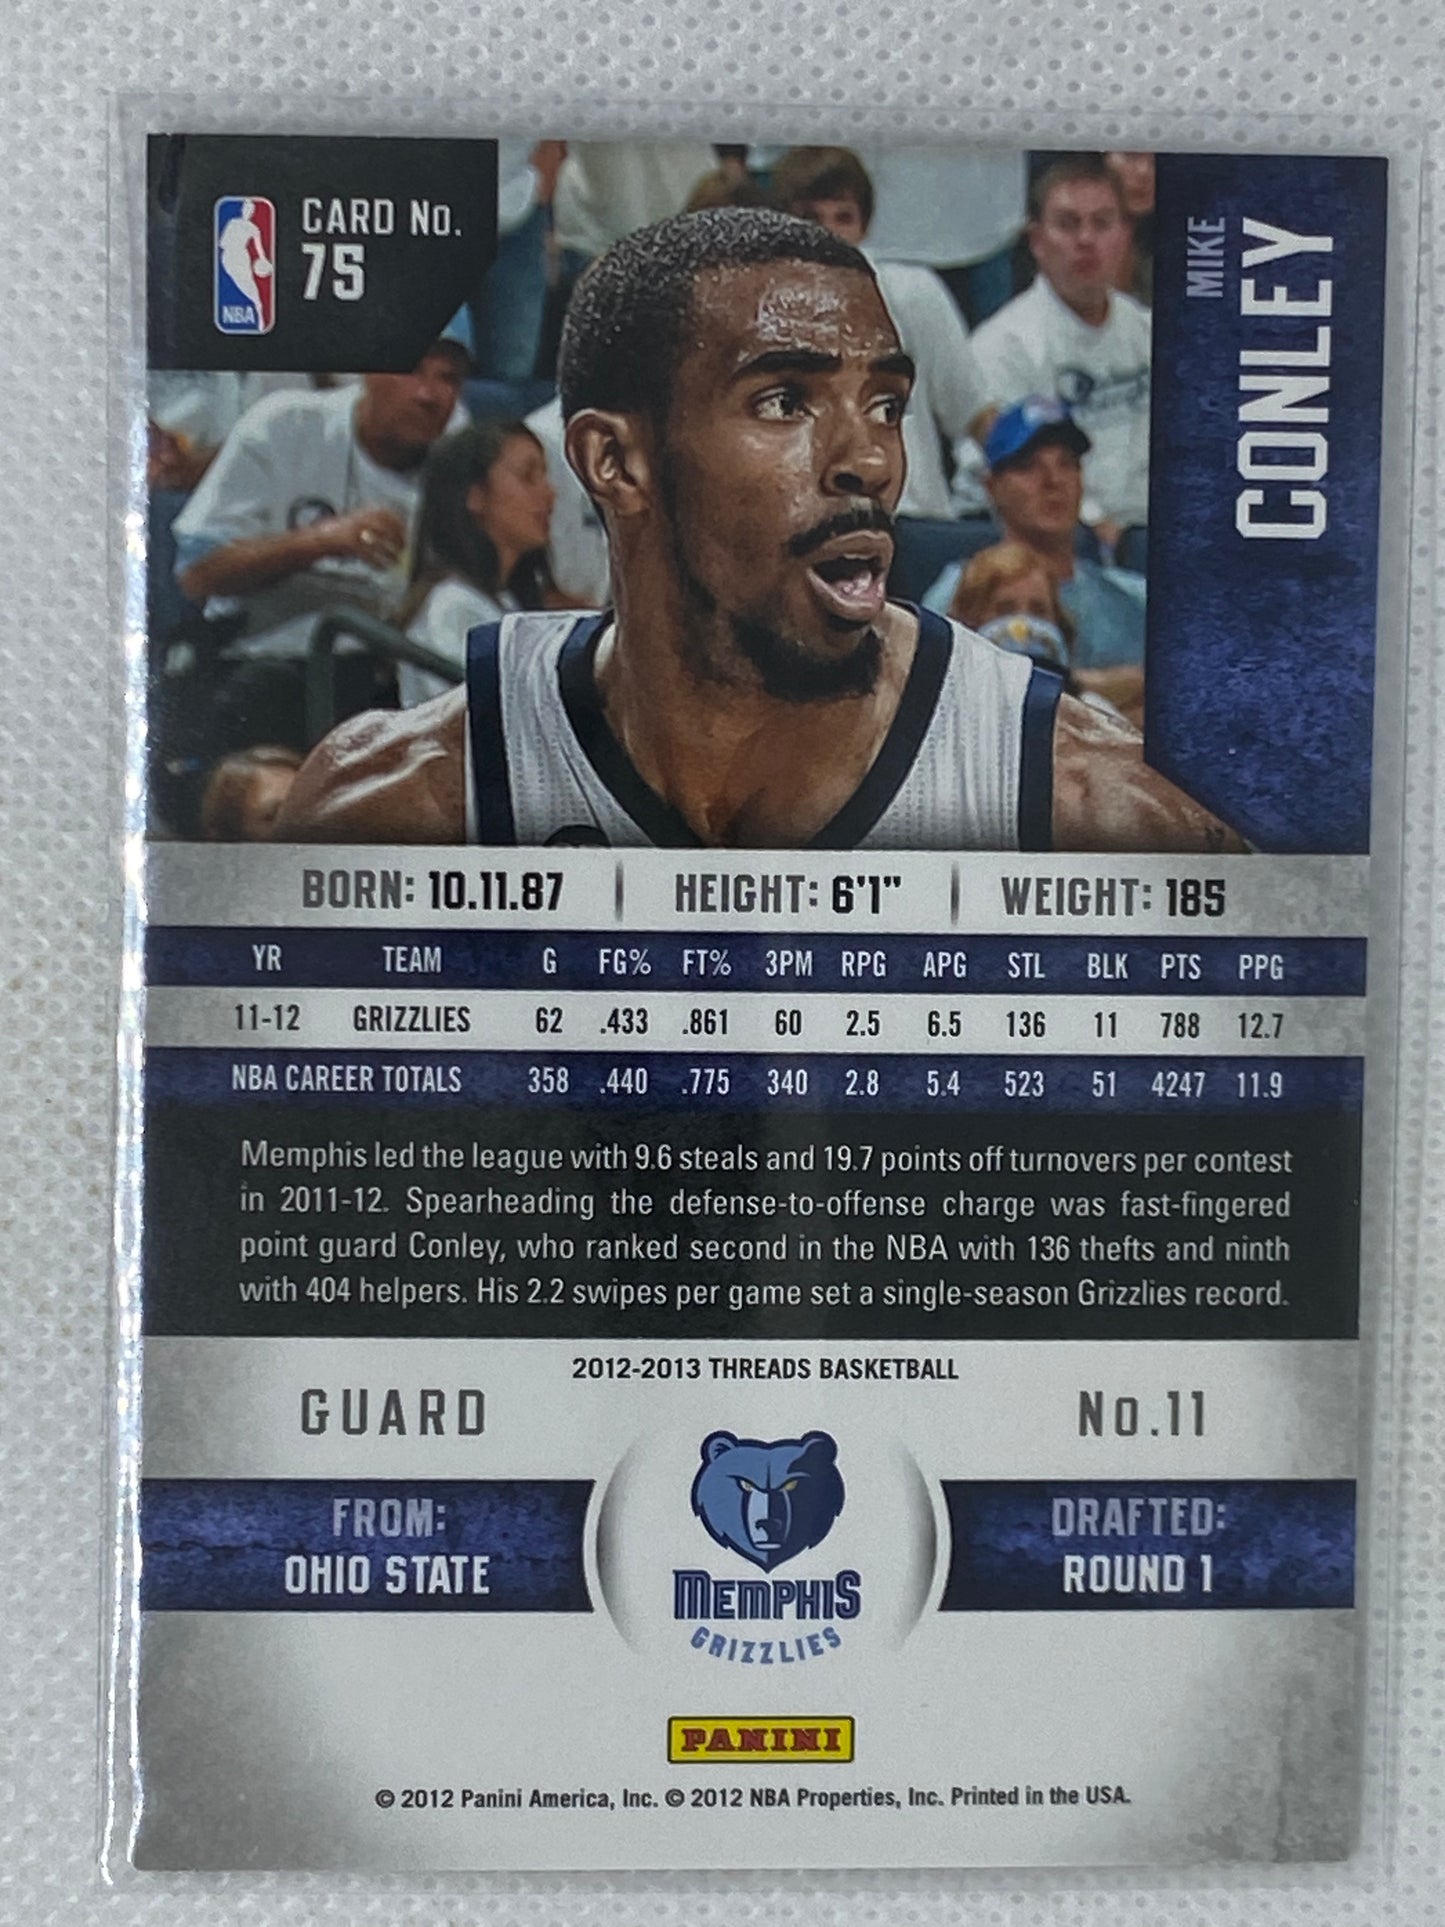 NBA
CARD No.
75
MIKE
CONLEY
BORN: 10.11.87 | HEIGHT: 6'1" | WEIGHT: 185
YR TEAM G FG% FT% 3PM RPG APG STL BLK PTS PPG
11-12 GRIZZLIES 62 .433 .861 60 2.5 6.5 136 11 788 12.7
NBA CAREER TOTALS 358 .440 .775 340 2.8 5.4 523 51 4247 11.9
Memphis led the league with 9.6 steals and 19.7 points off turnovers per contest
in 2011-12. Spearheading the defense-to-offense charge was fast-fingered
point guard Conley, who ranked second in the NBA with 136 thefts and ninth
with 404 helpers. His 2.2 swipes per game set a single-season Grizzlies record.
2012-2013 THREADS BASKETBALL
GUARD
No.11
FROM:
OHIO STATE
MEMPHIS
GRIZZLIES
DRAFTED:
ROUND 1
PANINI
© 2012 Panini America, Inc. © 2012 NBA Properties, Inc. Printed in the USA.